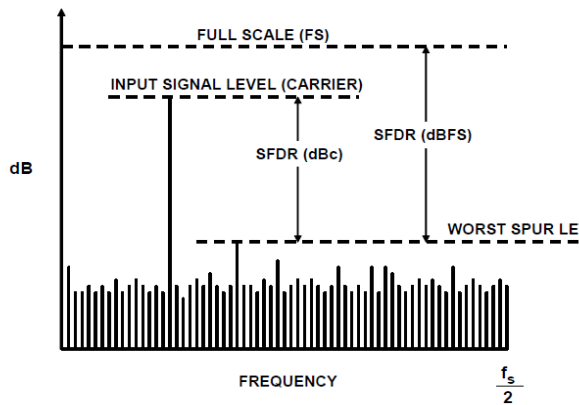 FULL SCALE (FS)
INPUT SIGNAL LEVEL (CARRIER)
SFDR (dBFS)
SFDR (dBc)
dB
WORST SPUR LE
FREQUENCY
fs
2